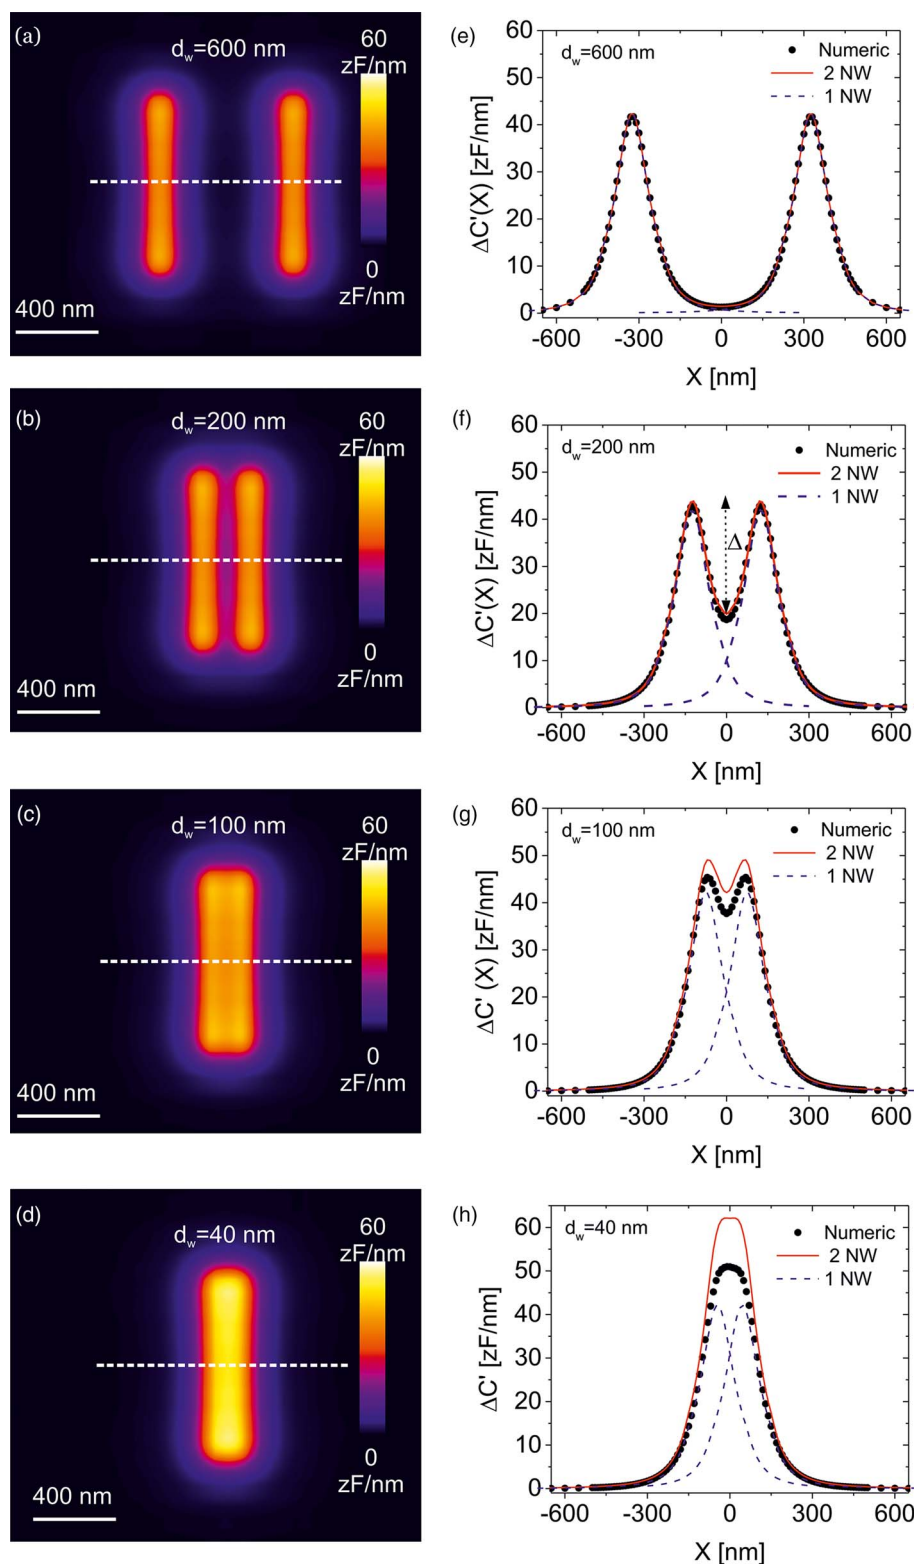 (a)
d_w=600 nm
60
zF/nm
0
zF/nm
400 nm
(e)
d_w=600 nm
Numeric
2 NW
1 NW
60
50
40
30
20
10
0
ΔC'(X) [zF/nm]
-600 -300 0 300 600
X [nm]
(b)
d_w=200 nm
60
zF/nm
0
zF/nm
400 nm
(f)
d_w=200 nm
Numeric
2 NW
1 NW
Δ
60
50
40
30
20
10
0
ΔC'(X) [zF/nm]
-600 -300 0 300 600
X [nm]
(c)
d_w=100 nm
60
zF/nm
0
zF/nm
400 nm
(g)
d_w=100 nm
Numeric
2 NW
1 NW
60
50
40
30
20
10
0
ΔC' (X) [zF/nm]
-600 -300 0 300 600
X [nm]
(d)
d_w=40 nm
60
zF/nm
0
zF/nm
400 nm
(h)
d_w=40 nm
Numeric
2 NW
1 NW
60
50
40
30
20
10
0
ΔC' [zF/nm]
-600 -300 0 300 600
X [nm]